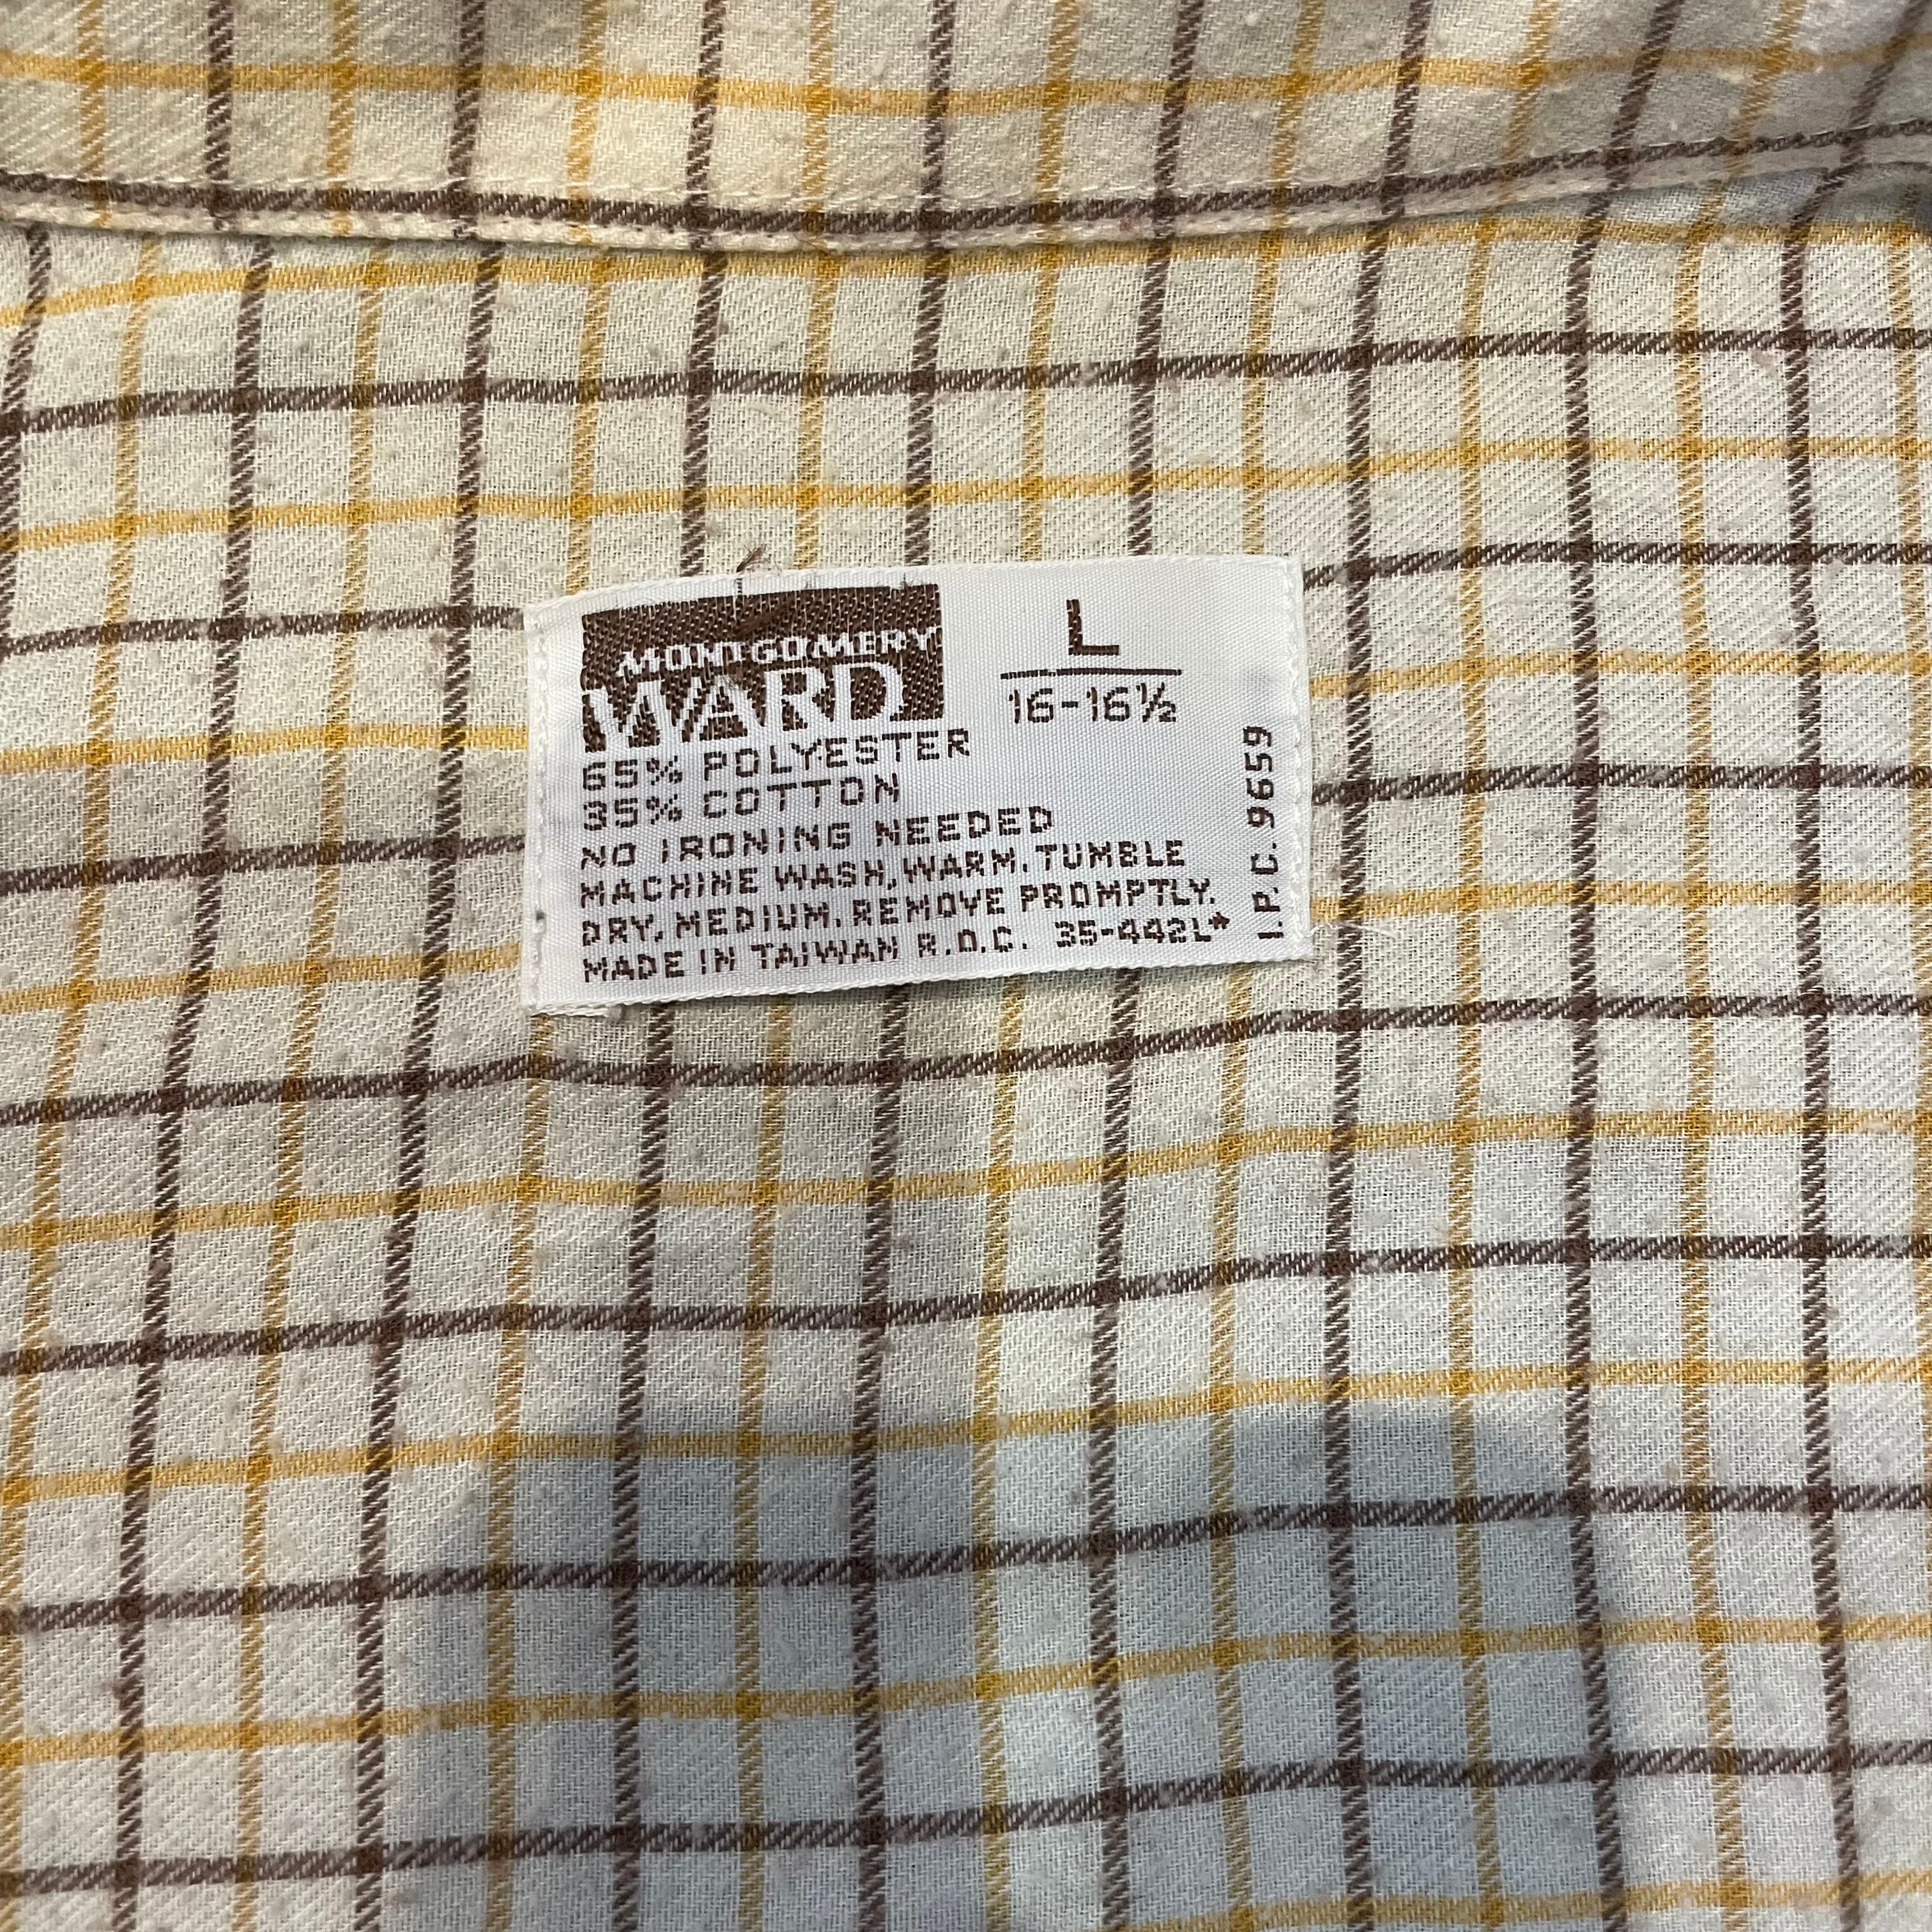 MONTGOMERY
WARD
L
16-16½
65% POLYESTER
35% COTTON
NO IRONING NEEDED
MACHINE WASH, WARM. TUMBLE
DRY, MEDIUM. REMOVE PROMPTLY.
MADE IN TAIWAN R.O.C. 35-442L*
I.P.C. 9659